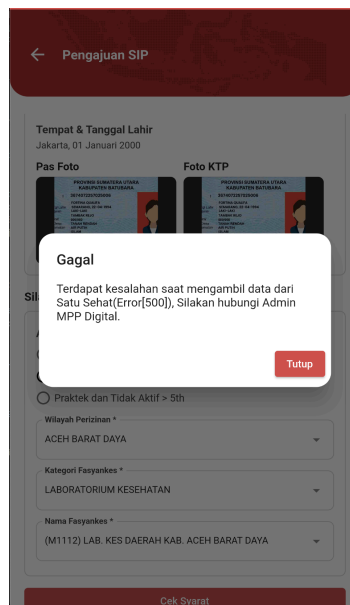 Pengajuan SIP
Tempat & Tanggal Lahir
Jakarta, 01 Januari 2000
Pas Foto
Foto KTP
PROVINSI SUMATERA UTARA
KABUPATEN BATUBARA
PROVINSI SUMATERA UTARA
KABUPATEN BATUBARA
Gagal
Terdapat kesalahan saat mengambil data dari
Satu Sehat(Error[500]), Silakan hubungi Admin
MPP Digital.
Tutup
Praktek dan Tidak Aktif > 5th
Wilayah Perizinan *
ACEH BARAT DAYA
Kategori Fasyankes *
LABORATORIUM KESEHATAN
Nama Fasyankes *
(M1112) LAB. KES DAERAH KAB. ACEH BARAT DAYA
Cek Syarat